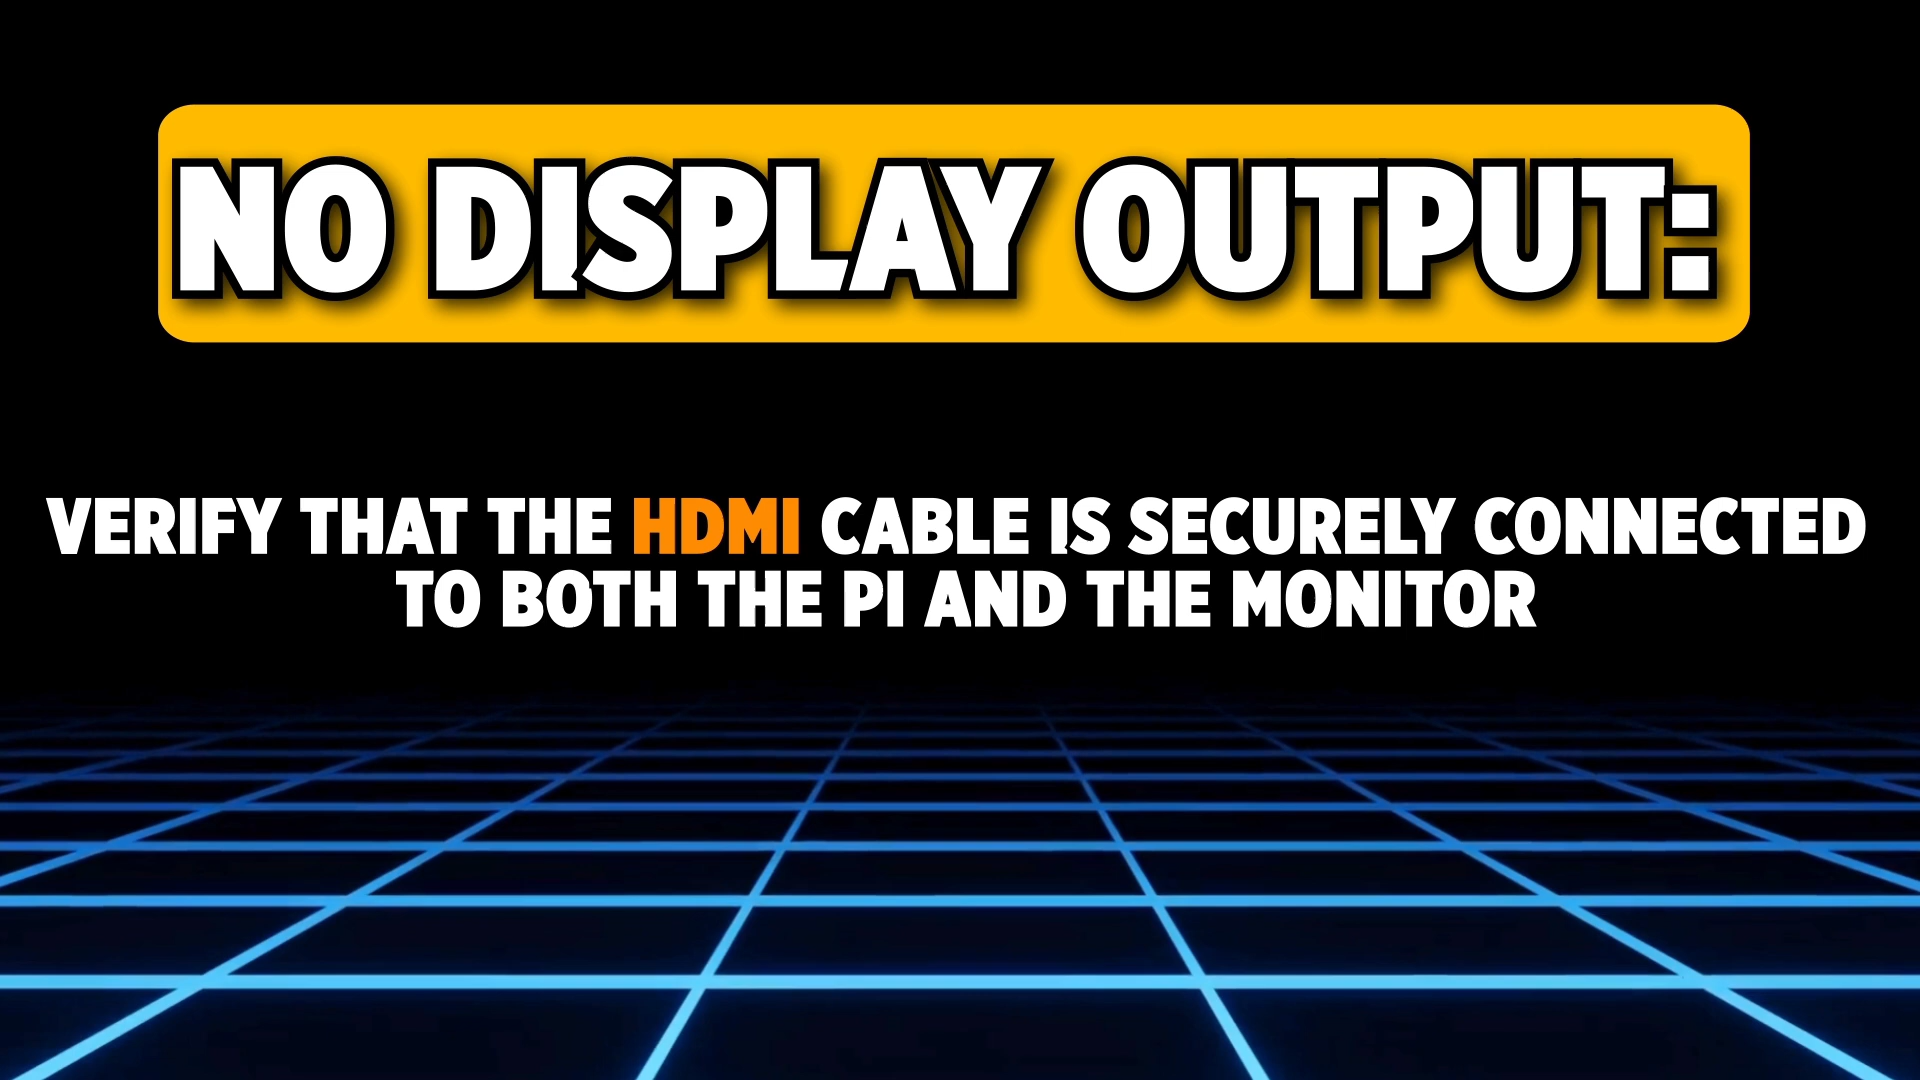 NO DISPLAY OUTPUT:
VERIFY THAT THE HDMI CABLE IS SECURELY CONNECTED
TO BOTH THE PI AND THE MONITOR